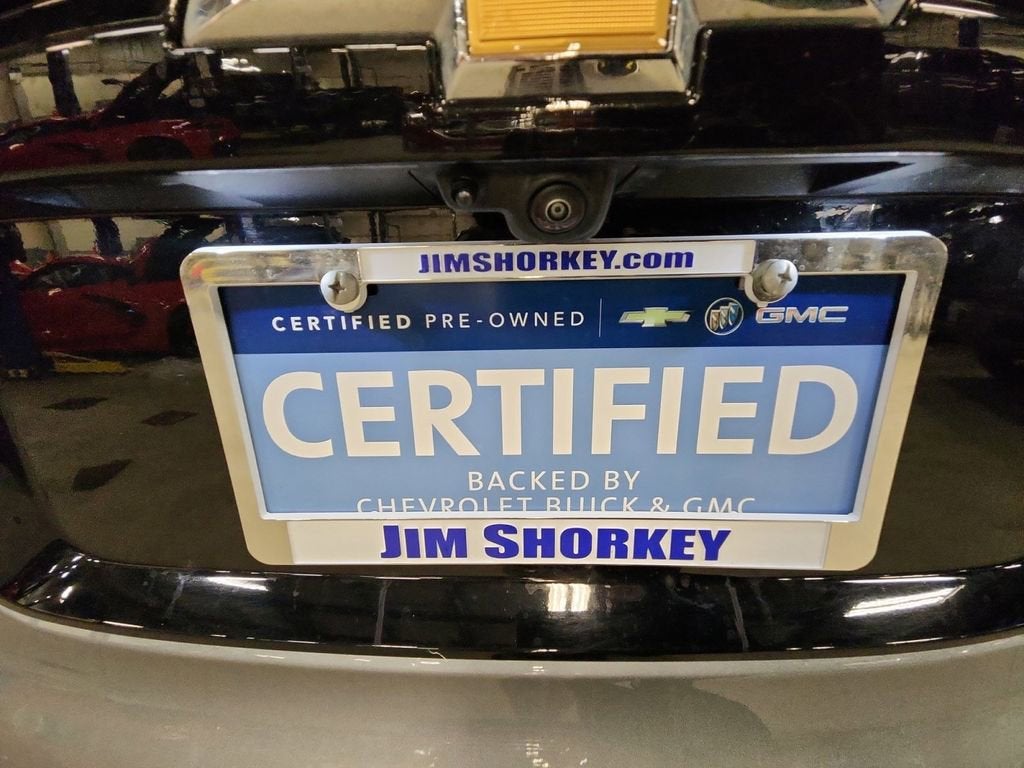 JIMSHORKEY.com
CERTIFIED PRE-OWNED GMC
CERTIFIED
BACKED BY
CHEVROLET BUICK & GMC
JIM SHORKEY